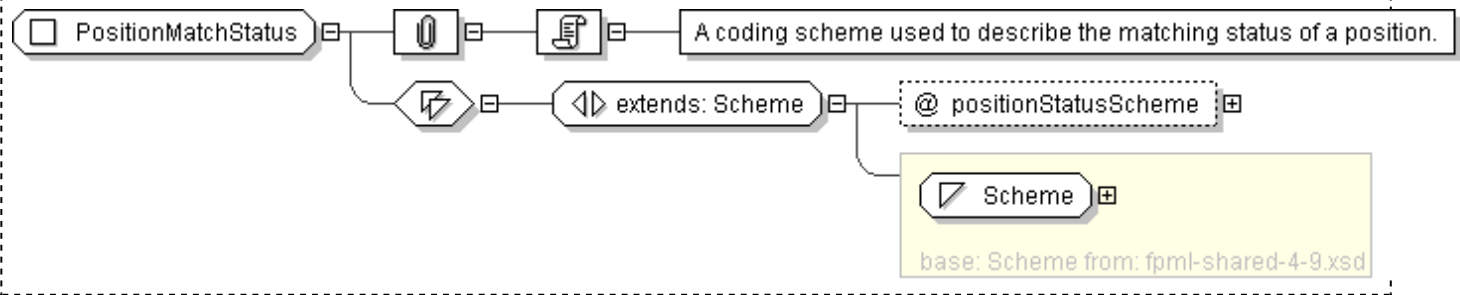 PositionMatchStatus
A coding scheme used to describe the matching status of a position.
extends: Scheme
@ positionStatusScheme
Scheme
base: Scheme from: fpml-shared-4-9.xsd